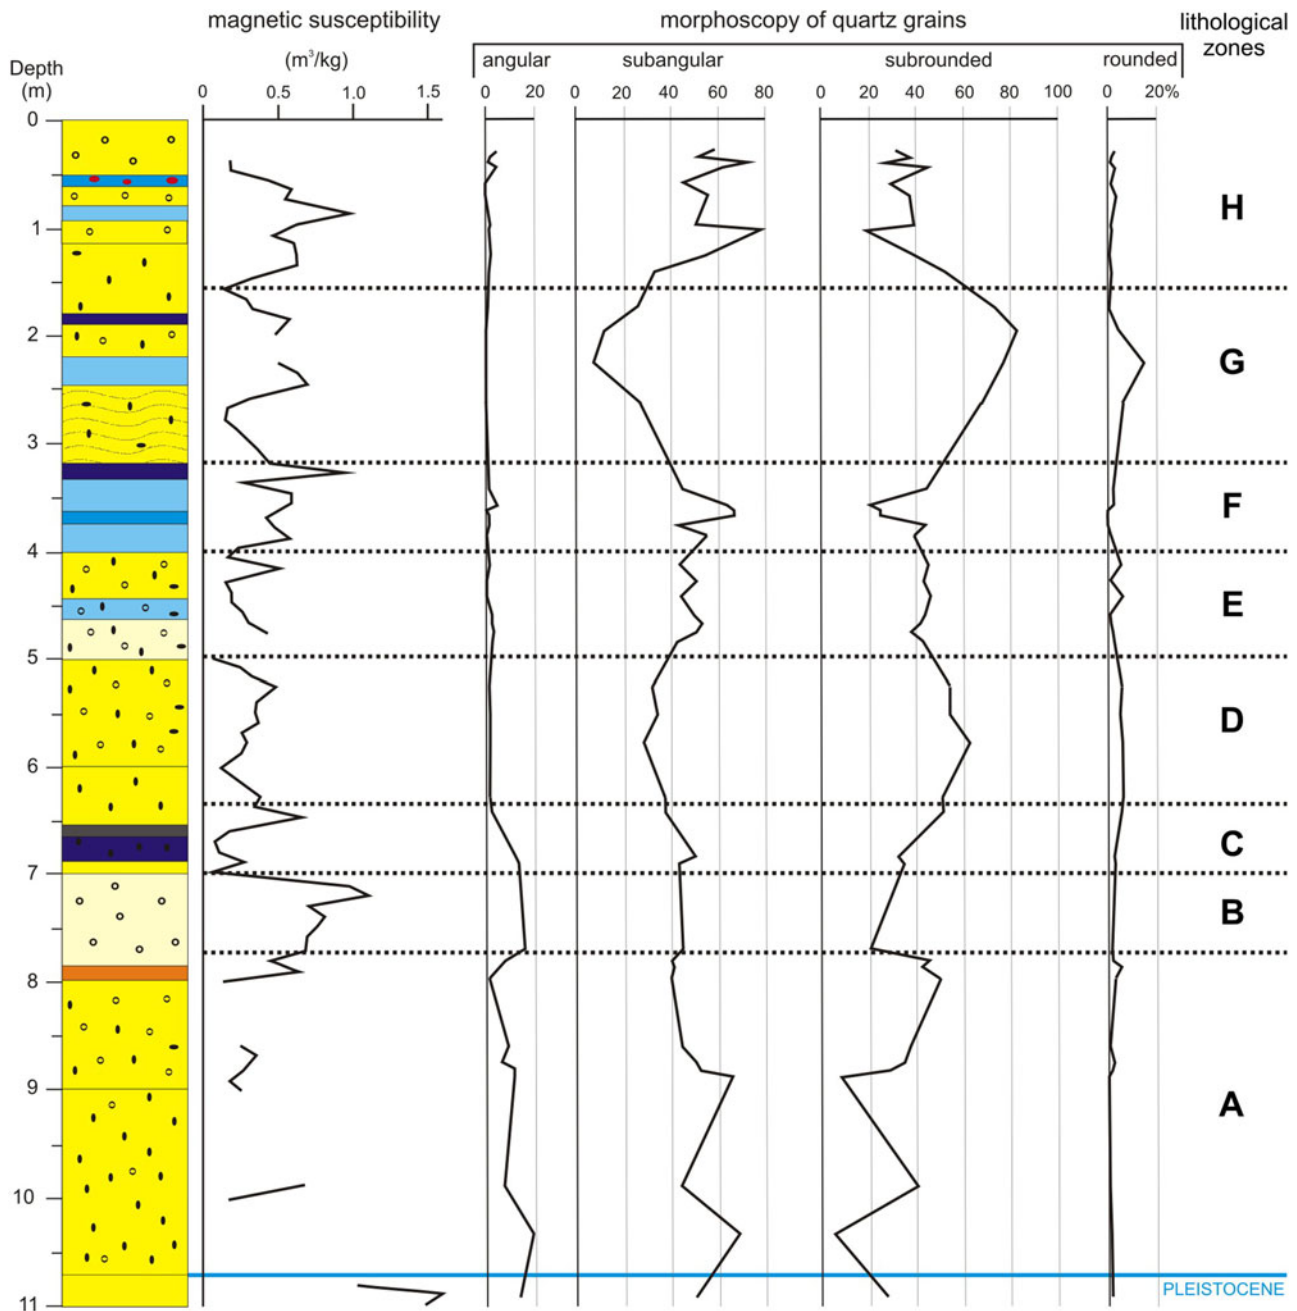 magnetic susceptibility
morphoscopy of quartz grains
lithological
zones
(m³/kg)
angular
subangular
subrounded
rounded
Depth
(m)
0 0.5 1.0 1.5
0 20
0 20 40 60 80
0 20 40 60 80 100
0 20%
0
H
1
2
G
3
F
4
E
5
D
6
C
7
B
8
9
A
10
PLEISTOCENE
11